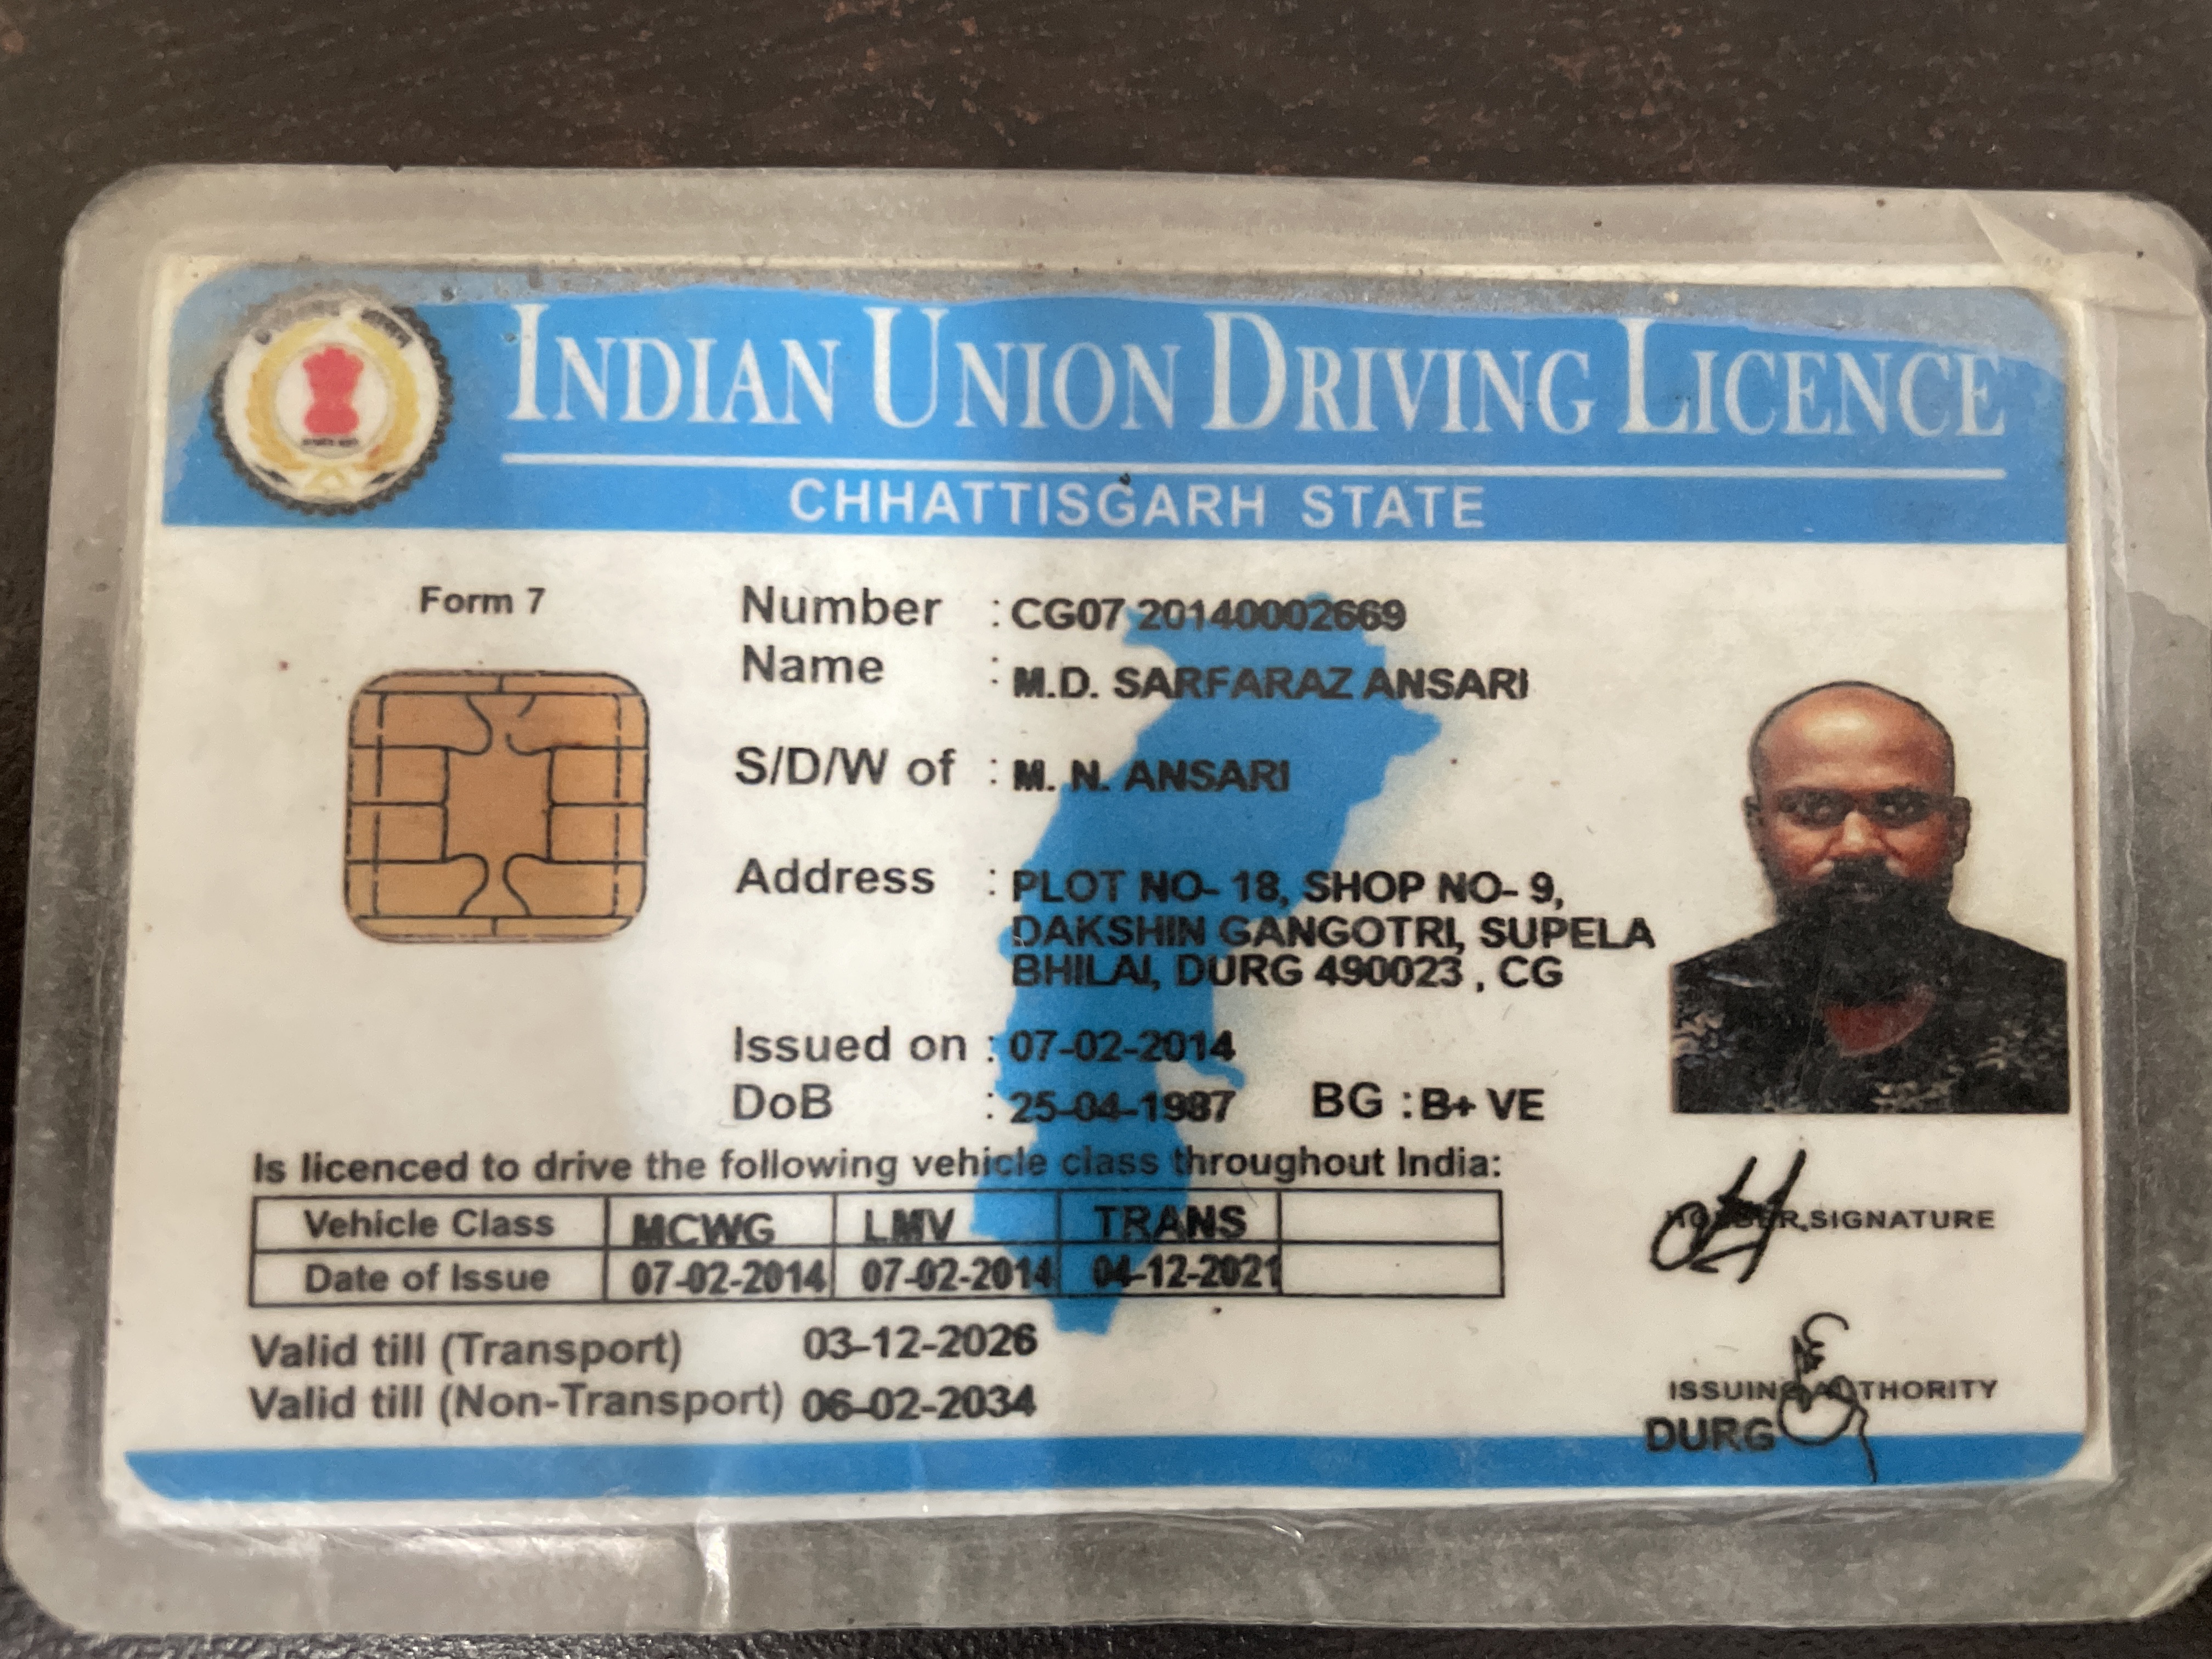 INDIAN UNION DRIVING LICENCE
CHHATTISGARH STATE
Form 7
Number : CG07 20140002669
Name : M.D. SARFARAZ ANSARI
S/D/W of : M. N. ANSARI
Address : PLOT NO- 18, SHOP NO- 9,
DAKSHIN GANGOTRI, SUPELA
BHILAI, DURG 490023 , CG
Issued on : 07-02-2014
DoB : 25-04-1987 BG : B+ VE
Is licenced to drive the following vehicle class throughout India:
Vehicle Class MCWG LMV TRANS
Date of Issue 07-02-2014 07-02-2014 04-12-2021
Valid till (Transport) 03-12-2026
Valid till (Non-Transport) 06-02-2034
HOLDER SIGNATURE
ISSUING AUTHORITY
DURG